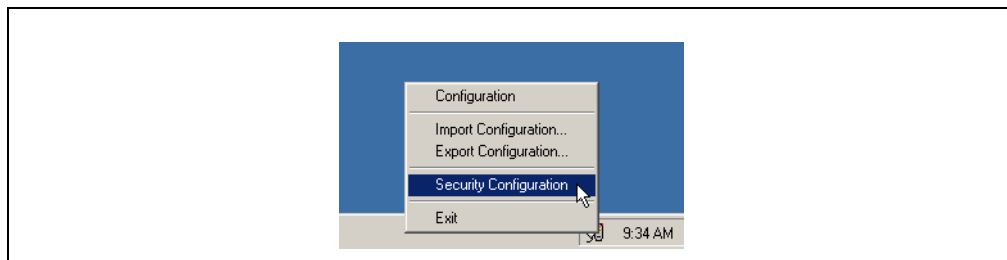 Configuration
Import Configuration...
Export Configuration...
Security Configuration
Exit
9:34 AM